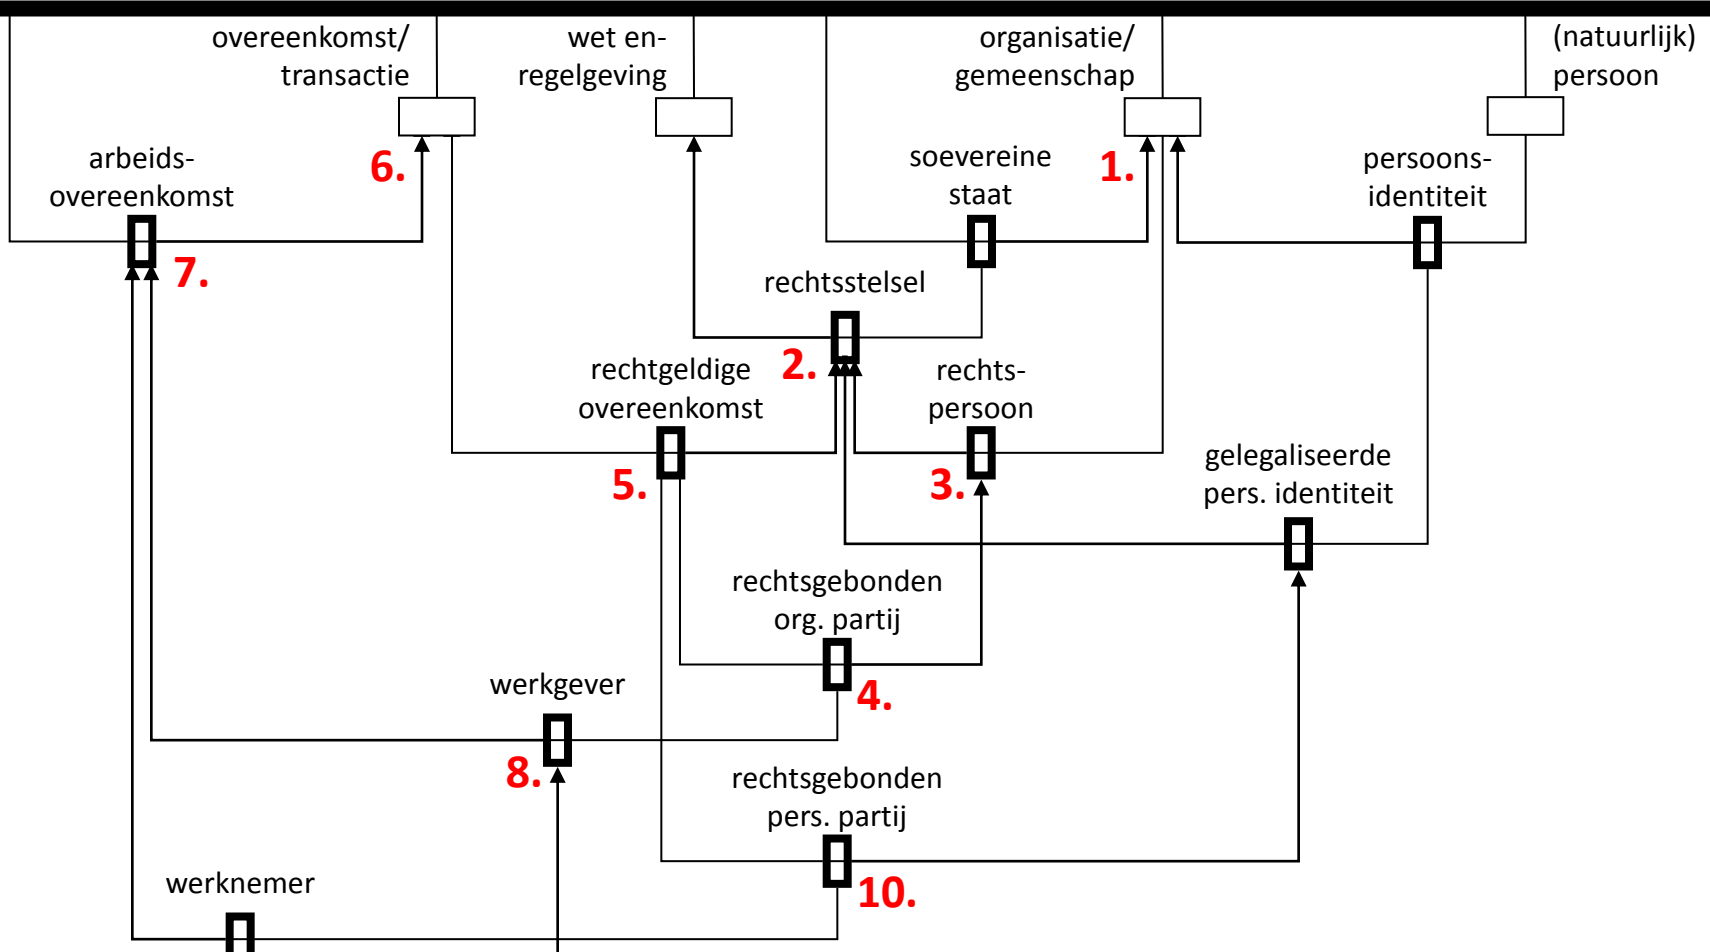 overeenkomst/
transactie
wet en-
regelgeving
organisatie/
gemeenschap
(natuurlijk)
persoon
6.
1.
arbeids-
overeenkomst
soevereine
staat
persoons-
identiteit
7.
rechtsstelsel
2.
rechtgeldige
overeenkomst
rechts-
persoon
5.
3.
gelegaliseerde
pers. identiteit
rechtsgebonden
org. partij
4.
werkgever
8.
rechtsgebonden
pers. partij
10.
werknemer